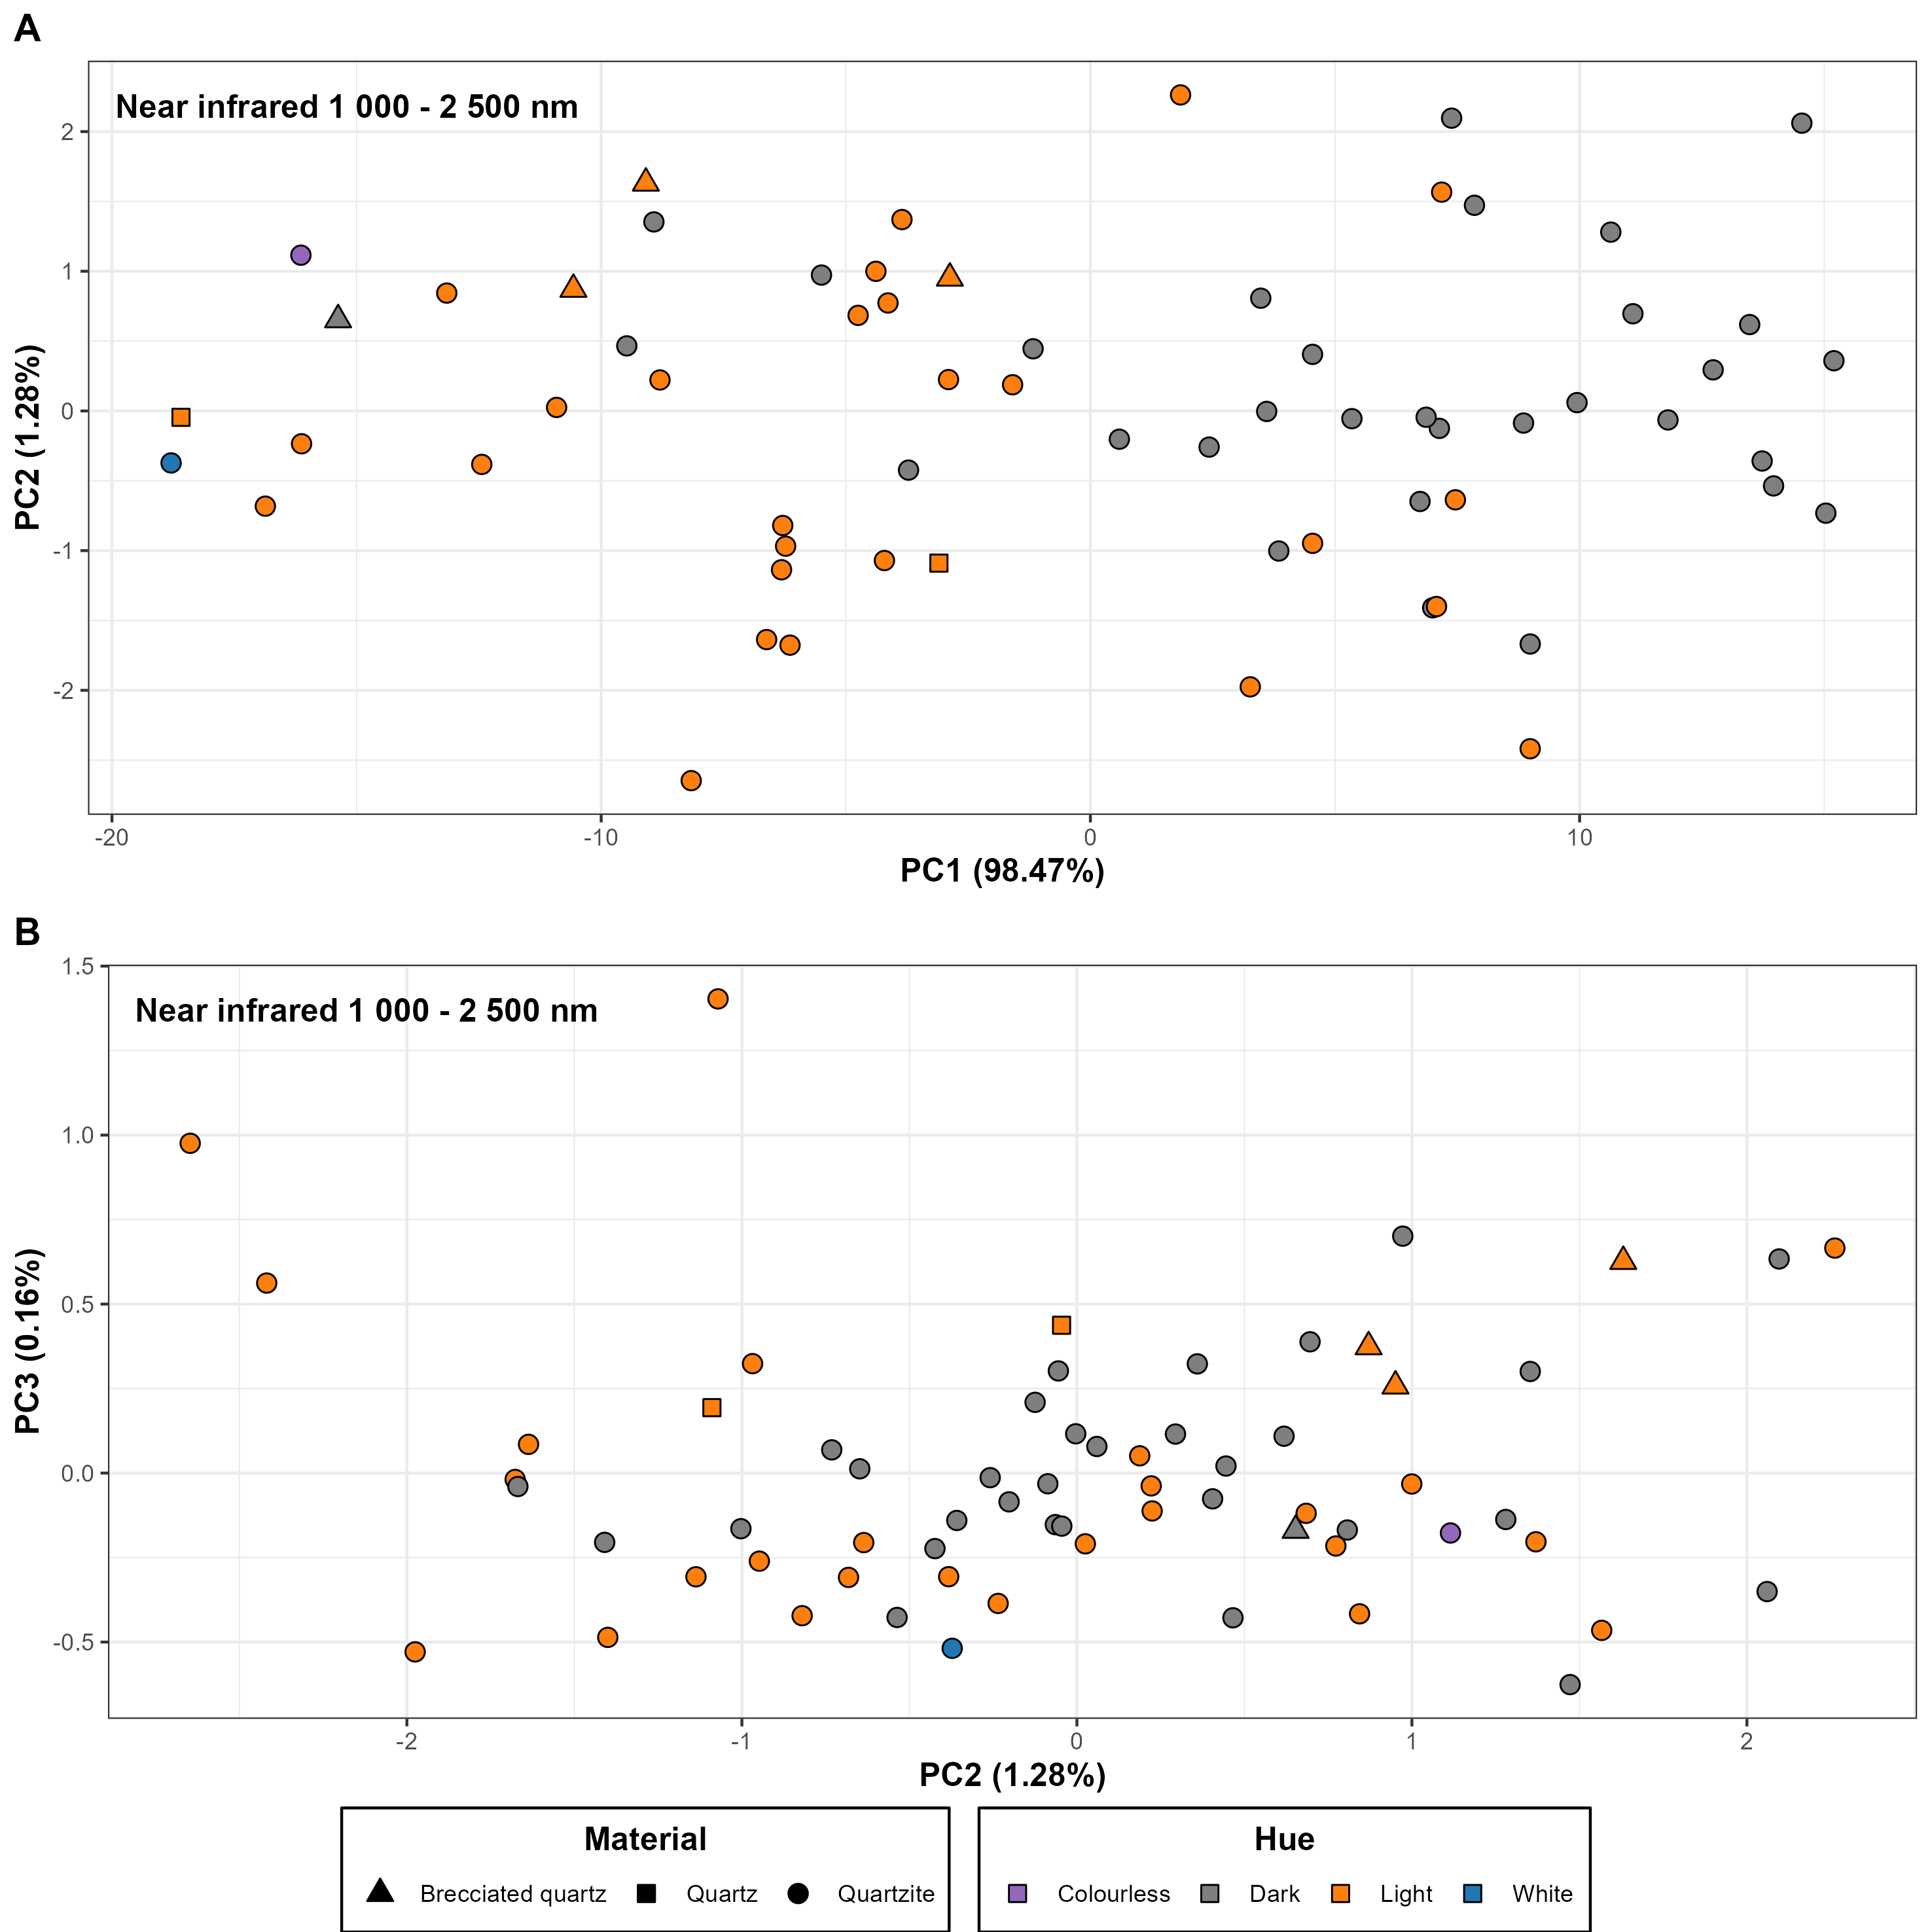 A
Near infrared 1 000 - 2 500 nm
2
1
0
-1
-2
PC2 (1.28%)
-20 -10 0 10
PC1 (98.47%)
B
Near infrared 1 000 - 2 500 nm
1.5
1.0
0.5
0.0
-0.5
PC3 (0.16%)
-2 -1 0 1 2
PC2 (1.28%)
Material
Brecciated quartz Quartz Quartzite
Hue
Colourless Dark Light White